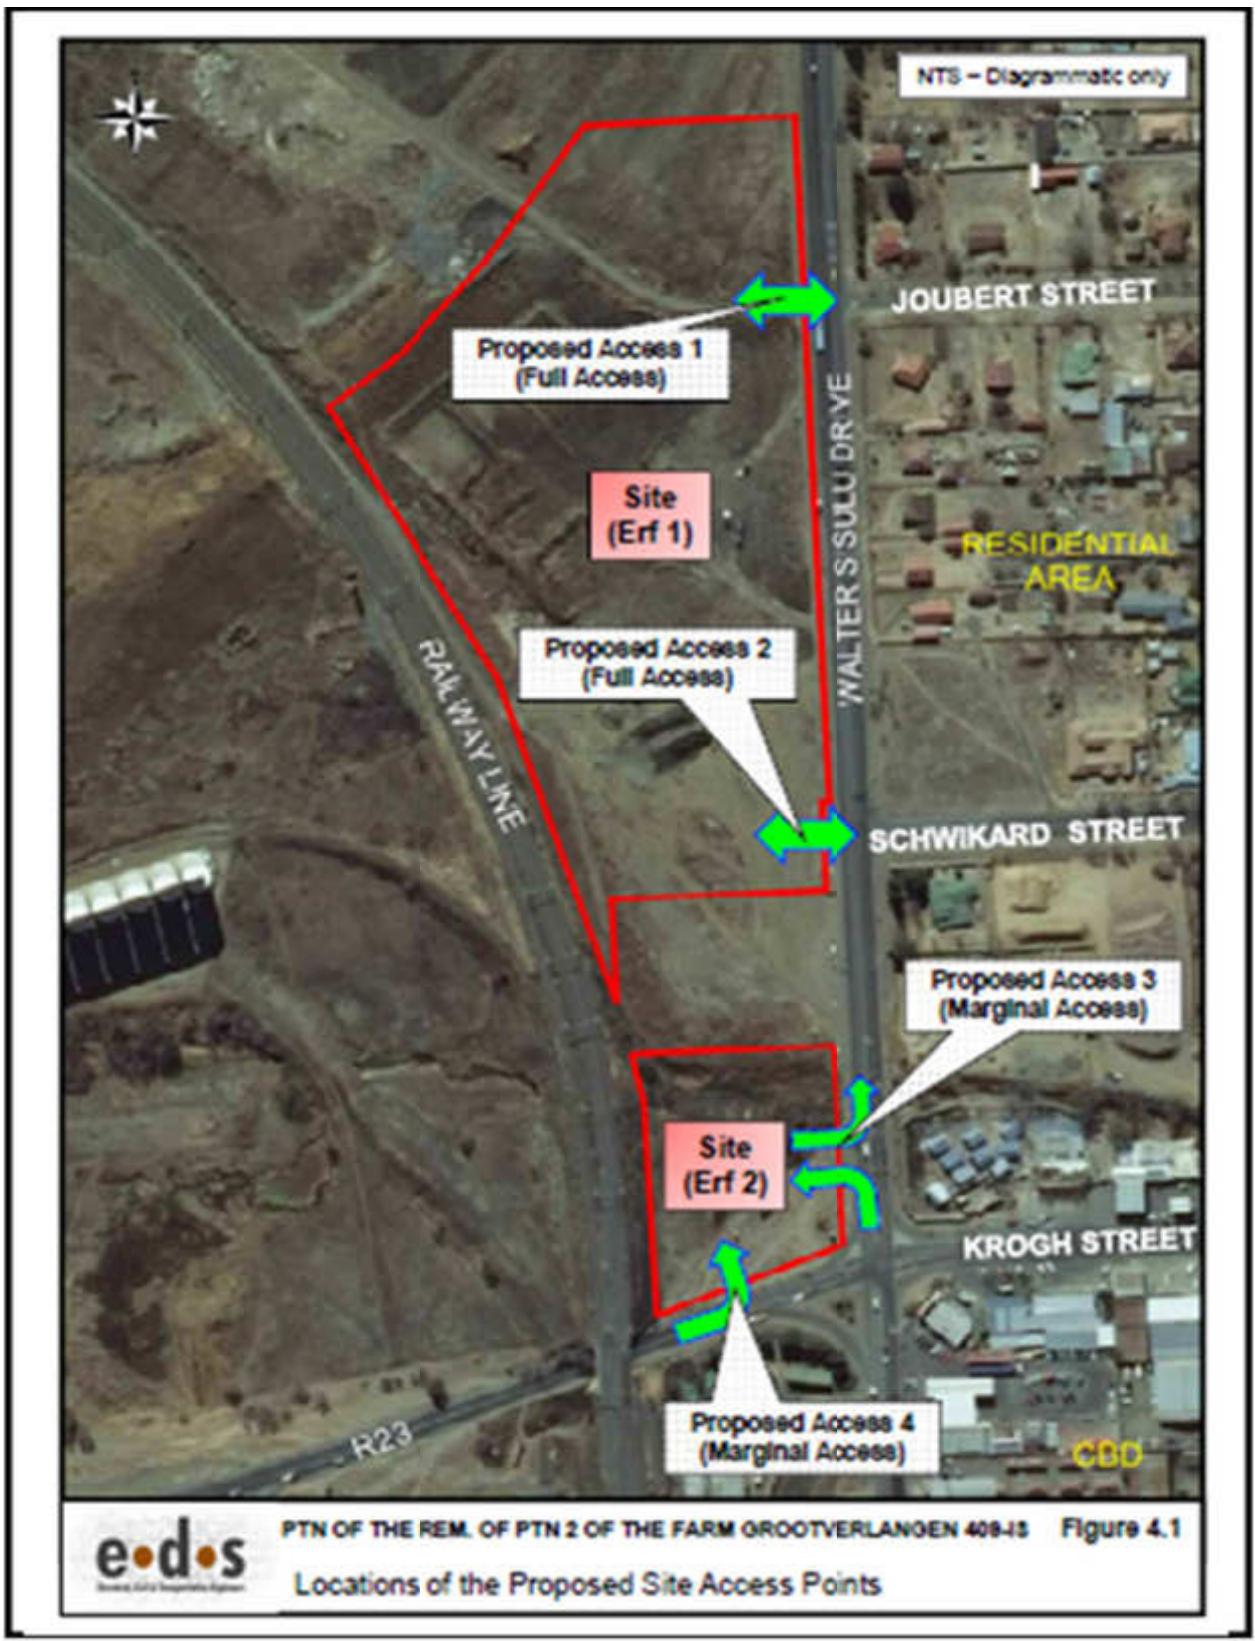 NTS – Diagrammatic only
JOUBERT STREET
Proposed Access 1
(Full Access)
WALTER SISULU DRIVE
Site
(Erf 1)
RESIDENTIAL
AREA
Proposed Access 2
(Full Access)
RAILWAY LINE
SCHWIKARD STREET
Proposed Access 3
(Marginal Access)
Site
(Erf 2)
KROGH STREET
Proposed Access 4
(Marginal Access)
R23
CBD
e•d•s
PTN OF THE REM. OF PTN 2 OF THE FARM GROOTVERLANGEN 409-IS Figure 4.1
Locations of the Proposed Site Access Points